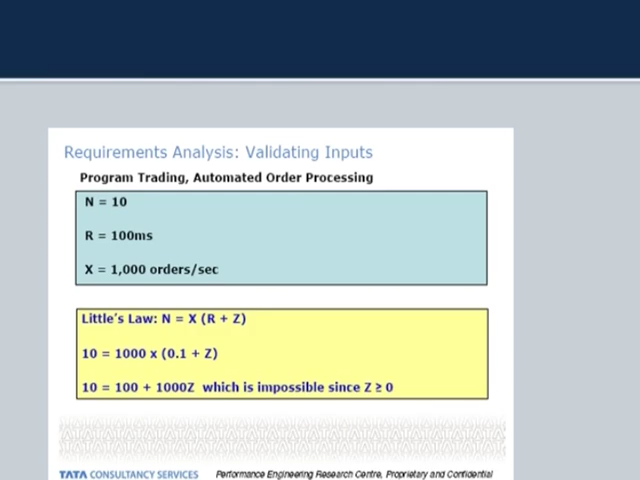 Requirements Analysis: Validating Inputs
Program Trading, Automated Order Processing
N = 10
R = 100ms
X = 1,000 orders/sec
Little's Law: N = X (R + Z)
10 = 1000 x (0.1 + Z)
10 = 100 + 1000Z which is impossible since Z ≥ 0
TATA CONSULTANCY SERVICES Performance Engineering Research Centre, Proprietary and Confidential